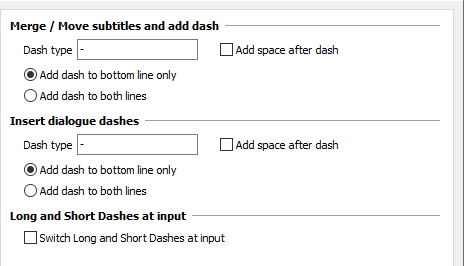 Merge / Move subtitles and add dash
Dash type - Add space after dash
Add dash to bottom line only
Add dash to both lines
Insert dialogue dashes
Dash type - Add space after dash
Add dash to bottom line only
Add dash to both lines
Long and Short Dashes at input
Switch Long and Short Dashes at input